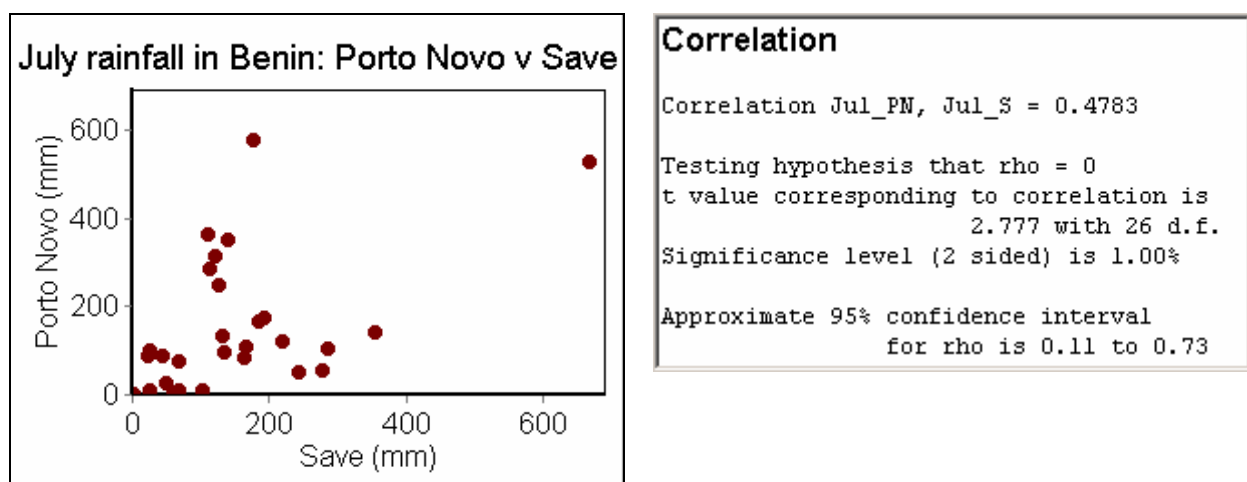 July rainfall in Benin: Porto Novo v Save
Porto Novo (mm)
600
400
200
0
0 200 400 600
Save (mm)
Correlation
Correlation Jul_PN, Jul_S = 0.4783
Testing hypothesis that rho = 0
t value corresponding to correlation is
2.777 with 26 d.f.
Significance level (2 sided) is 1.00%
Approximate 95% confidence interval
for rho is 0.11 to 0.73